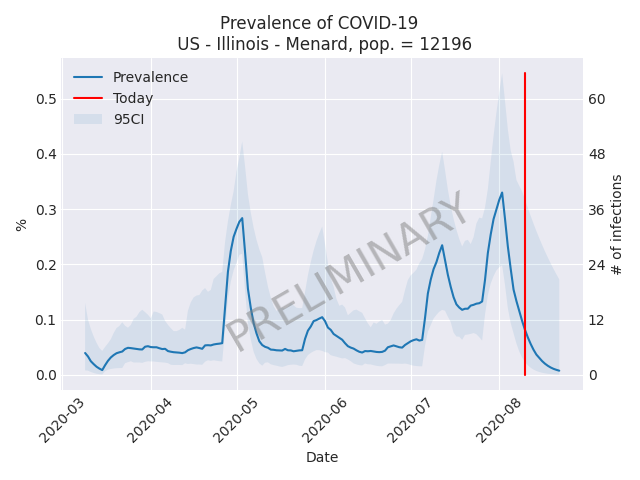 Prevalence of COVID-19
US - Illinois - Menard, pop. = 12196
Prevalence
Today
95CI
PRELIMINARY
%
0.5
0.4
0.3
0.2
0.1
0.0
60
48
36
24
12
0
# of infections
2020-03
2020-04
2020-05
2020-06
2020-07
2020-08
Date